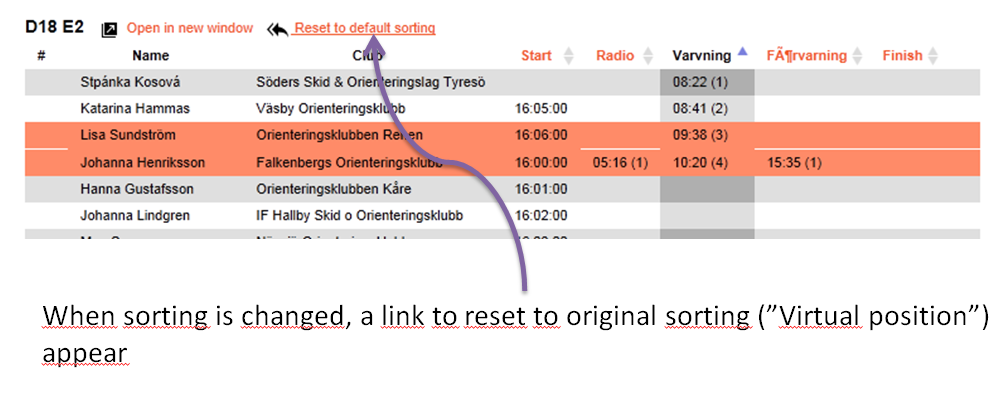 D18 E2 Open in new window Reset to default sorting
# Name Club Start Radio Varvning FÃ¶rvarning Finish
Stpánka Kosová Söders Skid & Orienteringslag Tyresö 08:22 (1)
Katarina Hammas Väsby Orienteringsklubb 16:05:00 08:41 (2)
Lisa Sundström Orienteringsklubben Renen 16:06:00 09:38 (3)
Johanna Henriksson Falkenbergs Orienteringsklubb 16:00:00 05:16 (1) 10:20 (4) 15:35 (1)
Hanna Gustafsson Orienteringsklubben Kåre 16:01:00
Johanna Lindgren IF Hallby Skid o Orienteringsklubb 16:02:00
When sorting is changed, a link to reset to original sorting (”Virtual position”)
appear